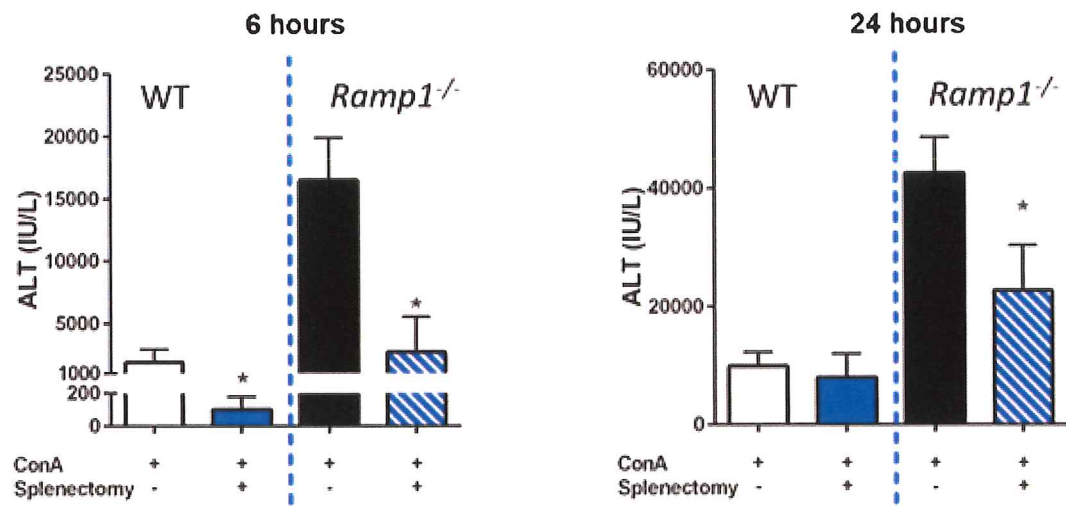 6 hours
25000
20000
15000
10000
5000
1000
200
0
ALT (IU/L)
WT
Ramp1-/-
*
*
ConA + + + +
Splenectomy - + - +
24 hours
60000
40000
20000
0
ALT (IU/L)
WT
Ramp1-/-
*
ConA + + + +
Splenectomy - + - +